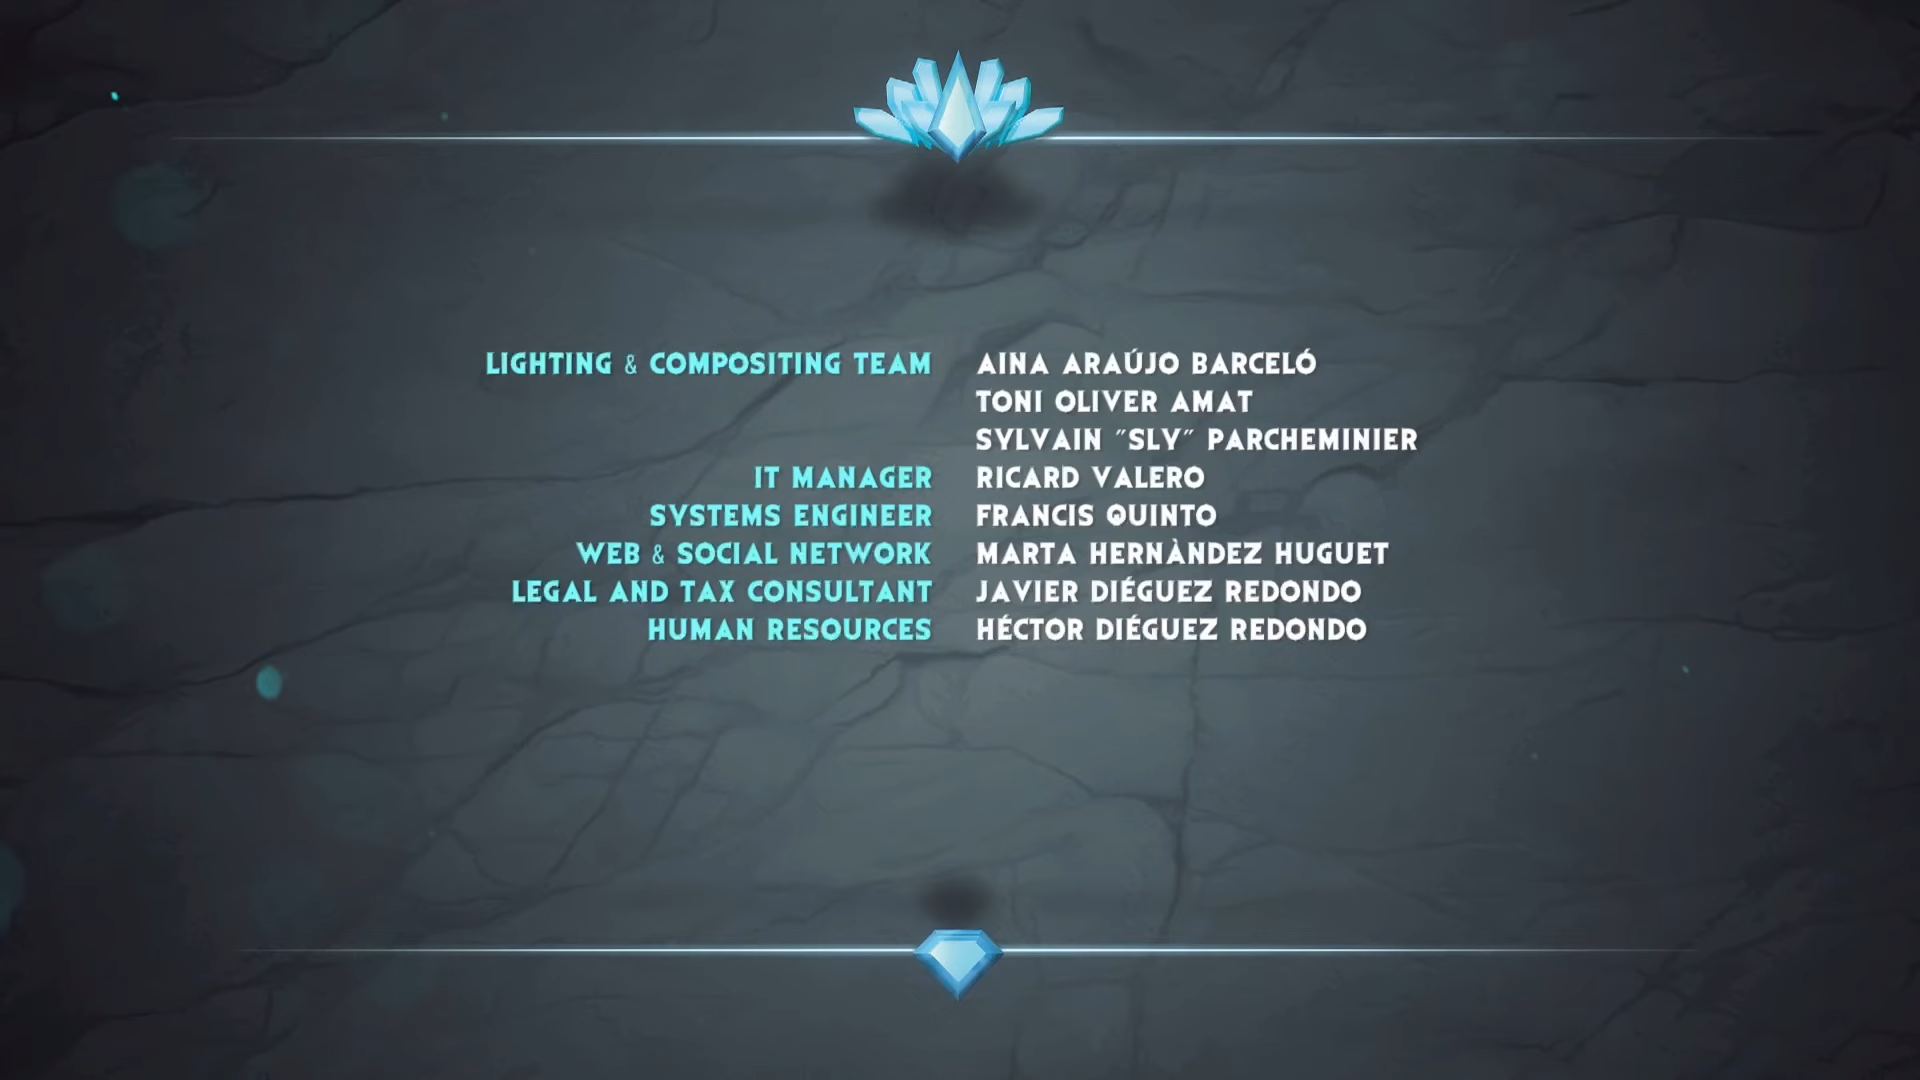 LIGHTING & COMPOSITING TEAM AINA ARAÚJO BARCELÓ
TONI OLIVER AMAT
SYLVAIN "SLY" PARCHEMINIER
IT MANAGER RICARD VALERO
SYSTEMS ENGINEER FRANCIS QUINTO
WEB & SOCIAL NETWORK MARTA HERNÀNDEZ HUGUET
LEGAL AND TAX CONSULTANT JAVIER DIÉGUEZ REDONDO
HUMAN RESOURCES HÉCTOR DIÉGUEZ REDONDO